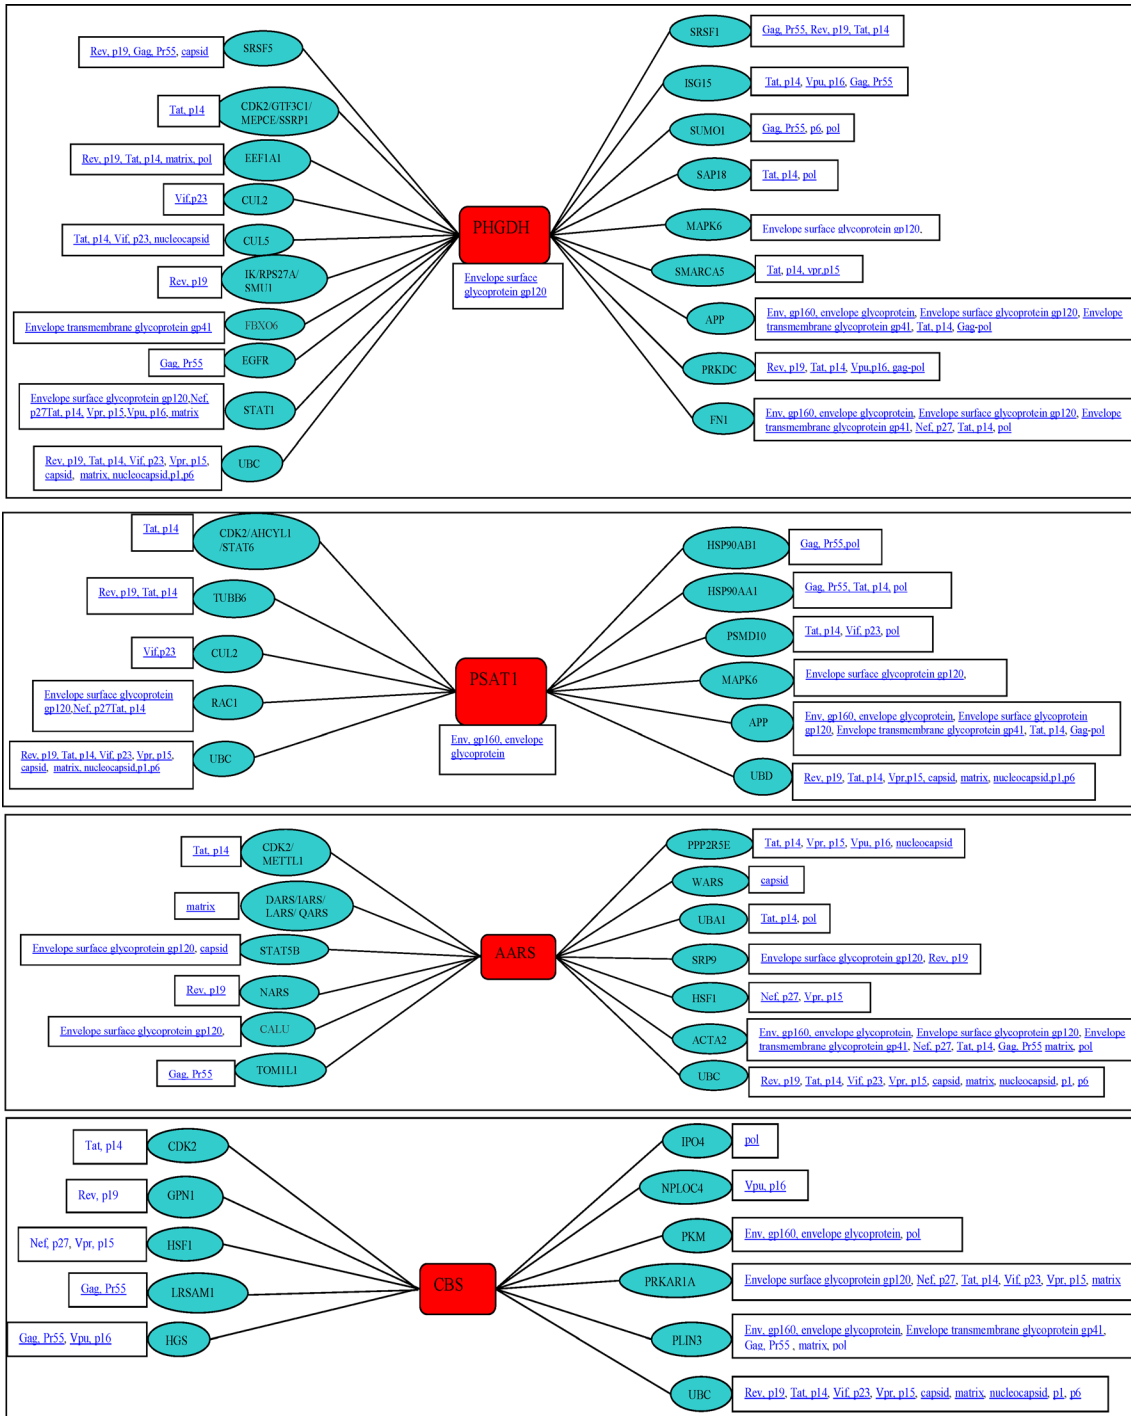 SRSF5
Rev, p19, Gag, Pr55, capsid
CDK2/GTF3C1/
MEPCE/SSRP1
Tat, p14
EEF1A1
Rev, p19, Tat, p14, matrix, pol
CUL2
Vif,p23
CUL5
Tat, p14, Vif, p23, nucleocapsid
IK/RPS27A/
SMU1
Rev, p19
FBXO6
Envelope transmembrane glycoprotein gp41
EGFR
Gag, Pr55
STAT1
Envelope surface glycoprotein gp120,Nef,
p27Tat, p14, Vpr, p15,Vpu, p16, matrix
UBC
Rev, p19, Tat, p14, Vif, p23, Vpr, p15,
capsid, matrix, nucleocapsid,p1,p6
PHGDH
Envelope surface
glycoprotein gp120
SRSF1
Gag, Pr55, Rev, p19, Tat, p14
ISG15
Tat, p14, Vpu, p16, Gag, Pr55
SUMO1
Gag, Pr55, p6, pol
SAP18
Tat, p14, pol
MAPK6
Envelope surface glycoprotein gp120,
SMARCA5
Tat, p14, vpr,p15
APP
Env, gp160, envelope glycoprotein, Envelope surface glycoprotein gp120, Envelope
transmembrane glycoprotein gp41, Tat, p14, Gag-pol
PRKDC
Rev, p19, Tat, p14, Vpu,p16, gag-pol
FN1
Env, gp160, envelope glycoprotein, Envelope surface glycoprotein gp120, Envelope
transmembrane glycoprotein gp41, Nef, p27, Tat, p14, pol
CDK2/AHCYL1
/STAT6
Tat, p14
TUBB6
Rev, p19, Tat, p14
CUL2
Vif,p23
RAC1
Envelope surface glycoprotein
gp120,Nef, p27Tat, p14
UBC
Rev, p19, Tat, p14, Vif, p23, Vpr, p15,
capsid, matrix, nucleocapsid,p1,p6
PSAT1
Env, gp160, envelope
glycoprotein
HSP90AB1
Gag, Pr55,pol
HSP90AA1
Gag, Pr55, Tat, p14, pol
PSMD10
Tat, p14, Vif, p23, pol
MAPK6
Envelope surface glycoprotein gp120,
APP
Env, gp160, envelope glycoprotein, Envelope surface glycoprotein
gp120, Envelope transmembrane glycoprotein gp41, Tat, p14, Gag-pol
UBD
Rev, p19, Tat, p14, Vpr,p15, capsid, matrix, nucleocapsid,p1,p6
CDK2/
METTL1
Tat, p14
DARS/IARS/
LARS/ QARS
matrix
STAT5B
Envelope surface glycoprotein gp120, capsid
NARS
Rev, p19
CALU
Envelope surface glycoprotein gp120,
TOM1L1
Gag, Pr55
AARS
PPP2R5E
Tat, p14, Vpr, p15, Vpu, p16, nucleocapsid
WARS
capsid
UBA1
Tat, p14, pol
SRP9
Envelope surface glycoprotein gp120, Rev, p19
HSF1
Nef, p27, Vpr, p15
ACTA2
Env, gp160, envelope glycoprotein, Envelope surface glycoprotein gp120, Envelope
transmembrane glycoprotein gp41, Nef, p27, Tat, p14, Gag, Pr55 matrix, pol
UBC
Rev, p19, Tat, p14, Vif, p23, Vpr, p15, capsid, matrix, nucleocapsid, p1, p6
CDK2
Tat, p14
GPN1
Rev, p19
HSF1
Nef, p27, Vpr, p15
LRSAM1
Gag, Pr55
HGS
Gag, Pr55, Vpu, p16
CBS
IPO4
pol
NPLOC4
Vpu, p16
PKM
Env, gp160, envelope glycoprotein, pol
PRKAR1A
Envelope surface glycoprotein gp120, Nef, p27, Tat, p14, Vif, p23, Vpr, p15, matrix
PLIN3
Env, gp160, envelope glycoprotein, Envelope transmembrane glycoprotein gp41,
Gag, Pr55 , matrix, pol
UBC
Rev, p19, Tat, p14, Vif, p23, Vpr, p15, capsid, matrix, nucleocapsid, p1, p6